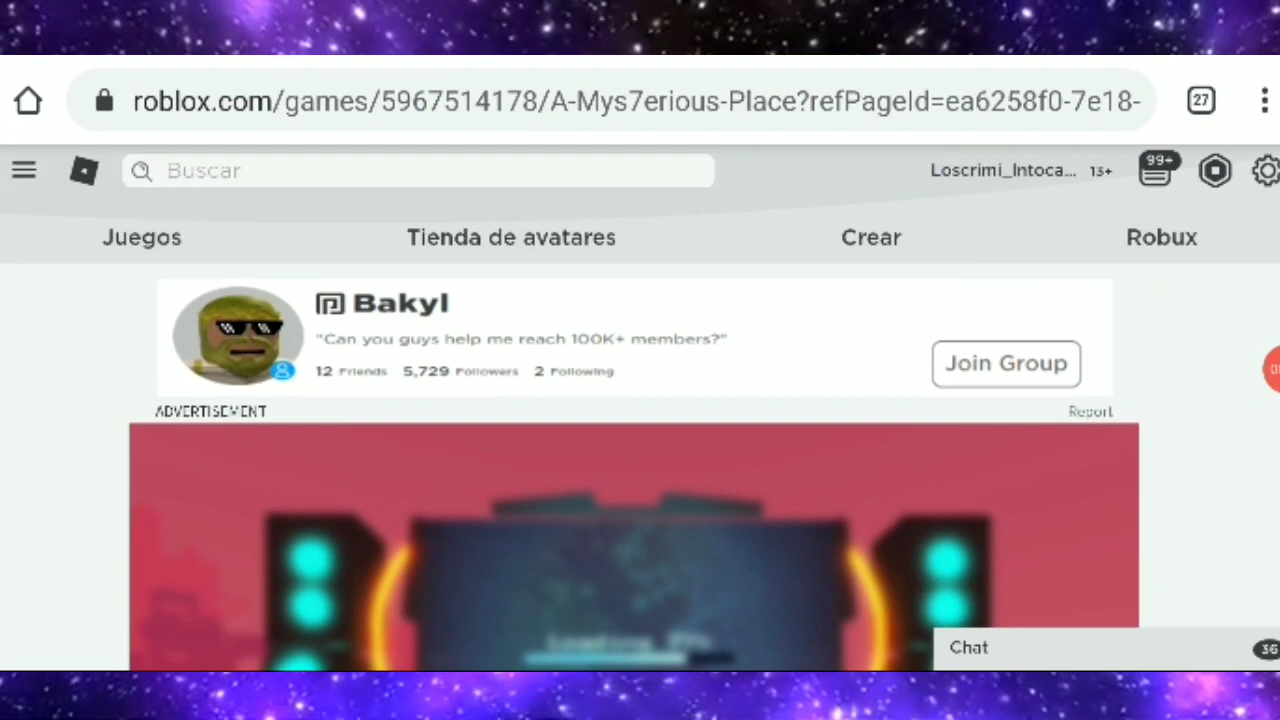 roblox.com/games/5967514178/A-Mys7erious-Place?refPageId=ea6258f0-7e18-
27
Buscar
Loscrimi_Intoca... 13+
99+
Juegos
Tienda de avatares
Crear
Robux
Bakyl
"Can you guys help me reach 100K+ members?"
12 Friends 5,729 Followers 2 Following
Join Group
ADVERTISEMENT
Report
Loading
Chat
36